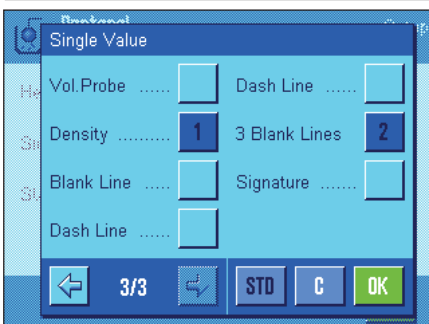 Protocol
Single Value
Vol.Probe ......
Dash Line ......
Density .......... 1
3 Blank Lines 2
Blank Line .....
Signature .......
Dash Line ......
3/3
STD
C
OK